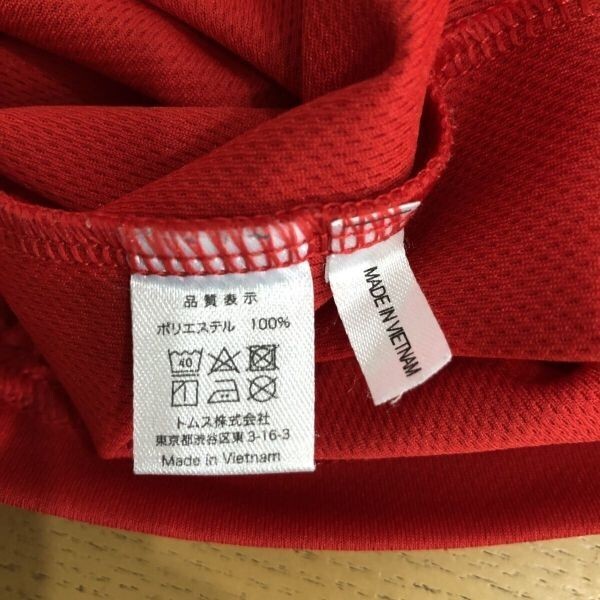 品質表示
ポリエステル 100%
40
トムス株式会社
東京都渋谷区東3-16-3
Made in Vietnam
MADE IN VIETNAM